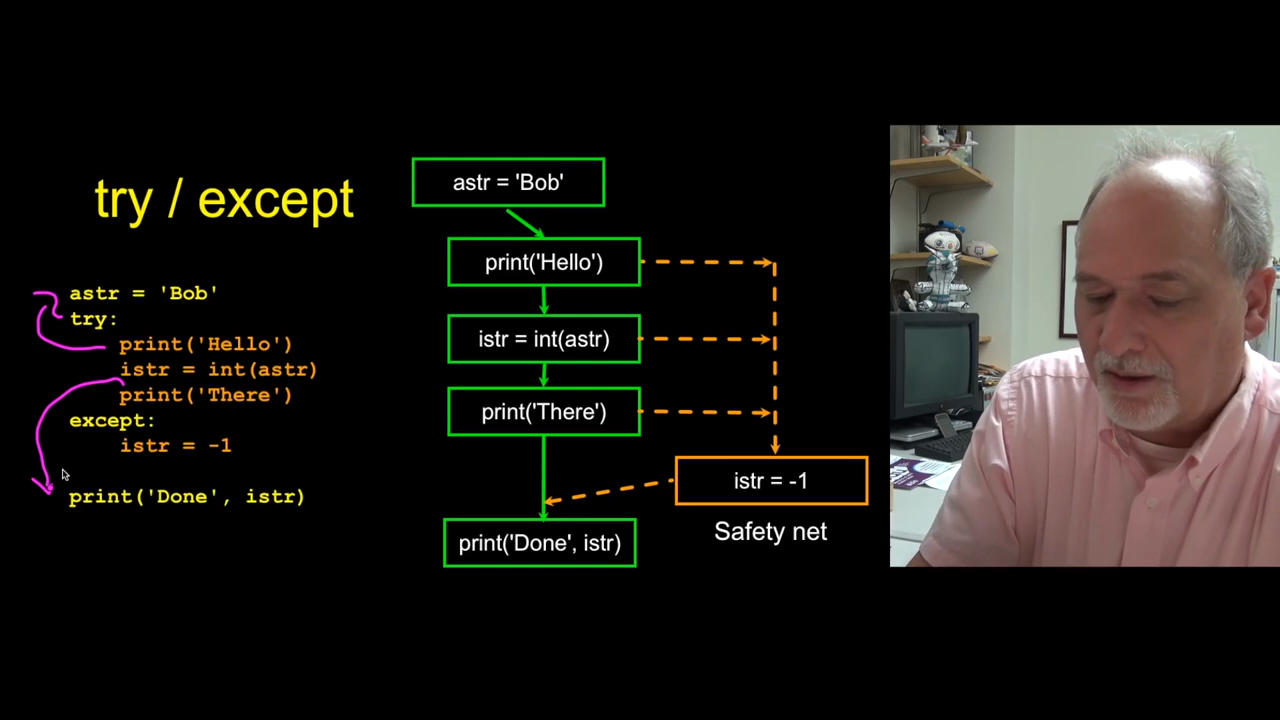 try / except
astr = 'Bob'
try:
    print('Hello')
    istr = int(astr)
    print('There')
except:
    istr = -1
print('Done', istr)
astr = 'Bob'
print('Hello')
istr = int(astr)
print('There')
istr = -1
Safety net
print('Done', istr)